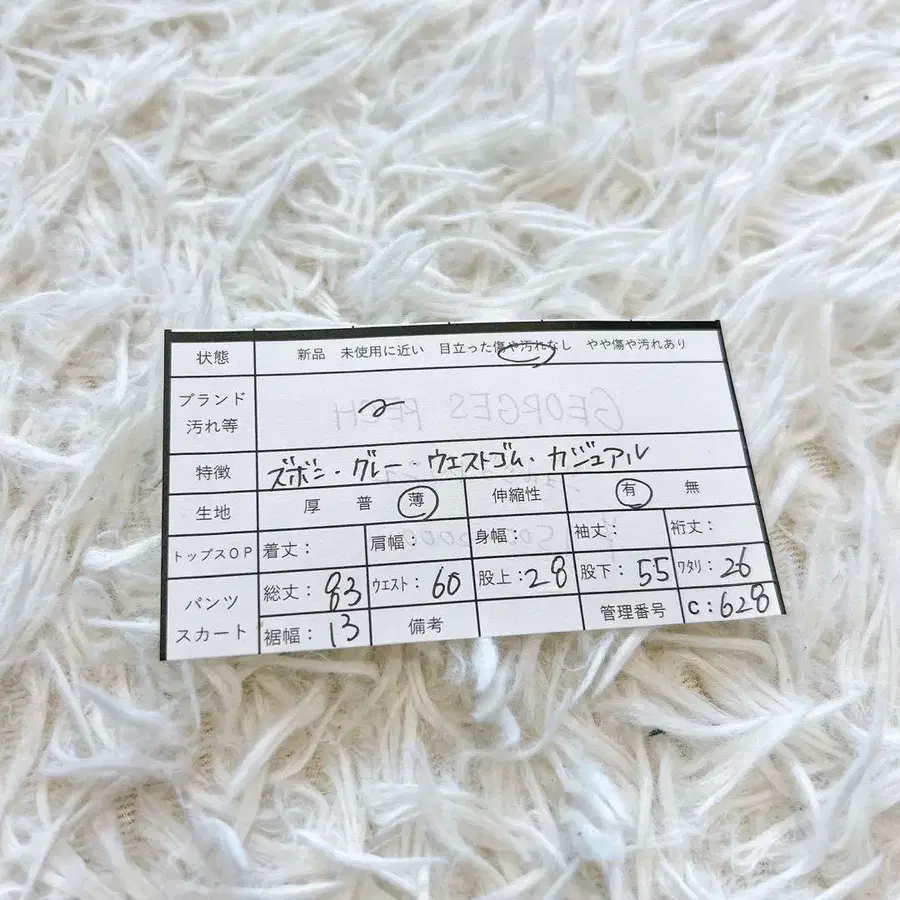 状態 新品 未使用に近い 目立った傷や汚れなし やや傷や汚れあり
ブランド
汚れ等
特徴 ズボン・グレー・ウエストゴム・カジュアル
生地 厚 普 薄 伸縮性 有 無
トップスOP 着丈: 肩幅: 身幅: 袖丈: 裄丈:
パンツ スカート 総丈:83 ウエスト:60 股上:28 股下:55 ワタリ:26
裾幅:13 備考 管理番号 C:628